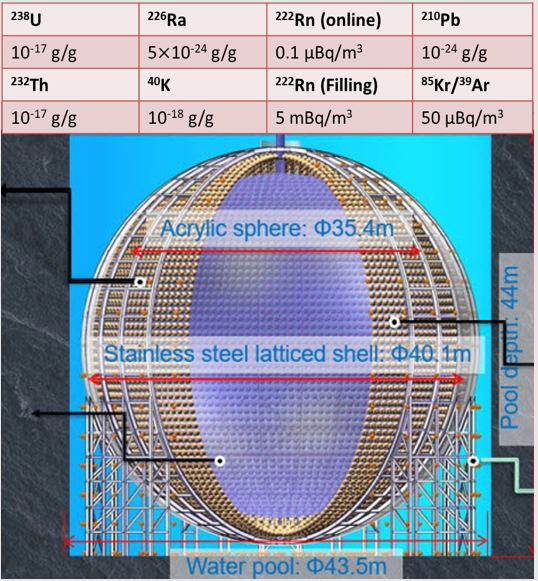 ²³⁸U ²²⁶Ra ²²²Rn (online) ²¹⁰Pb
10⁻¹⁷ g/g 5×10⁻²⁴ g/g 0.1 μBq/m³ 10⁻²⁴ g/g
²³²Th ⁴⁰K ²²²Rn (Filling) ⁸⁵Kr/³⁹Ar
10⁻¹⁷ g/g 10⁻¹⁸ g/g 5 mBq/m³ 50 μBq/m³
Acrylic sphere: Φ35.4m
Stainless steel latticed shell: Φ40.1m
Pool depth: 44m
Water pool: Φ43.5m